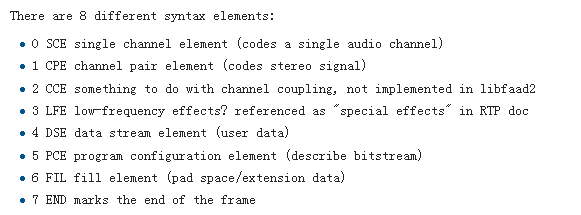 There are 8 different syntax elements:
• 0 SCE single channel element (codes a single audio channel)
• 1 CPE channel pair element (codes stereo signal)
• 2 CCE something to do with channel coupling, not implemented in libfaad2
• 3 LFE low-frequency effects? referenced as "special effects" in RTP doc
• 4 DSE data stream element (user data)
• 5 PCE program configuration element (describe bitstream)
• 6 FIL fill element (pad space/extension data)
• 7 END marks the end of the frame